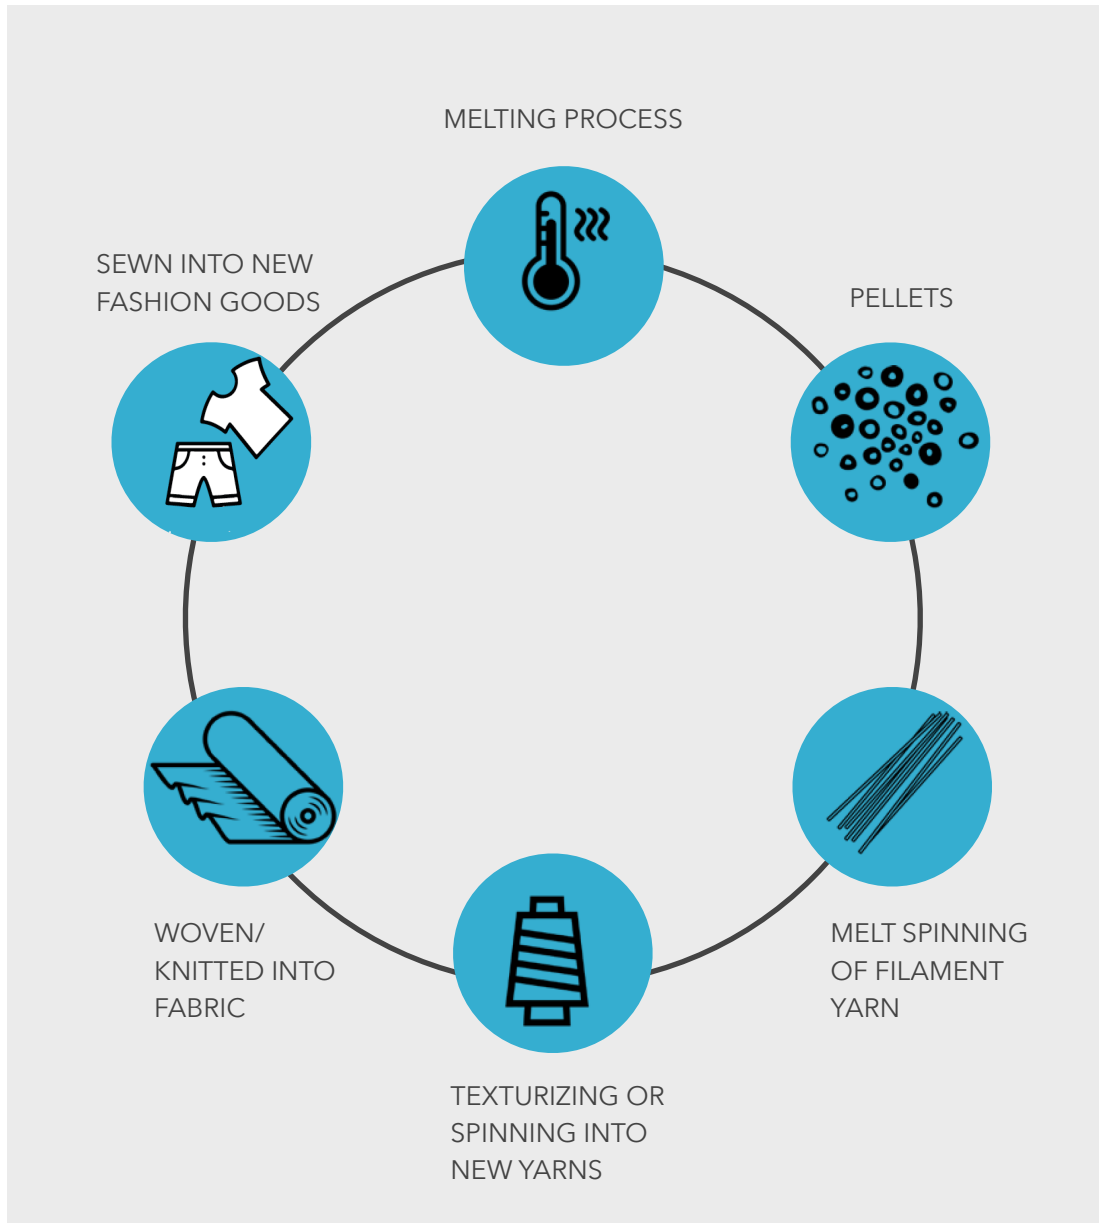 MELTING PROCESS
SEWN INTO NEW
FASHION GOODS
PELLETS
WOVEN/
KNITTED INTO
FABRIC
MELT SPINNING
OF FILAMENT
YARN
TEXTURIZING OR
SPINNING INTO
NEW YARNS